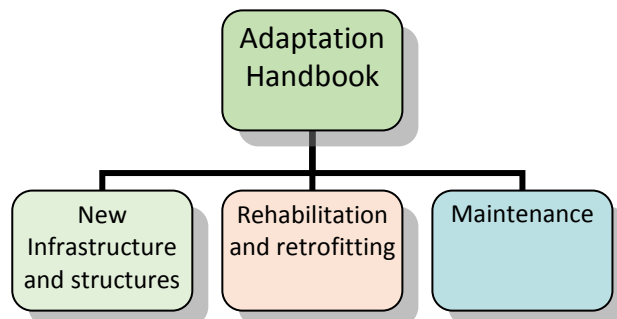 Adaptation
Handbook
New
Infrastructure
and structures
Rehabilitation
and retrofitting
Maintenance